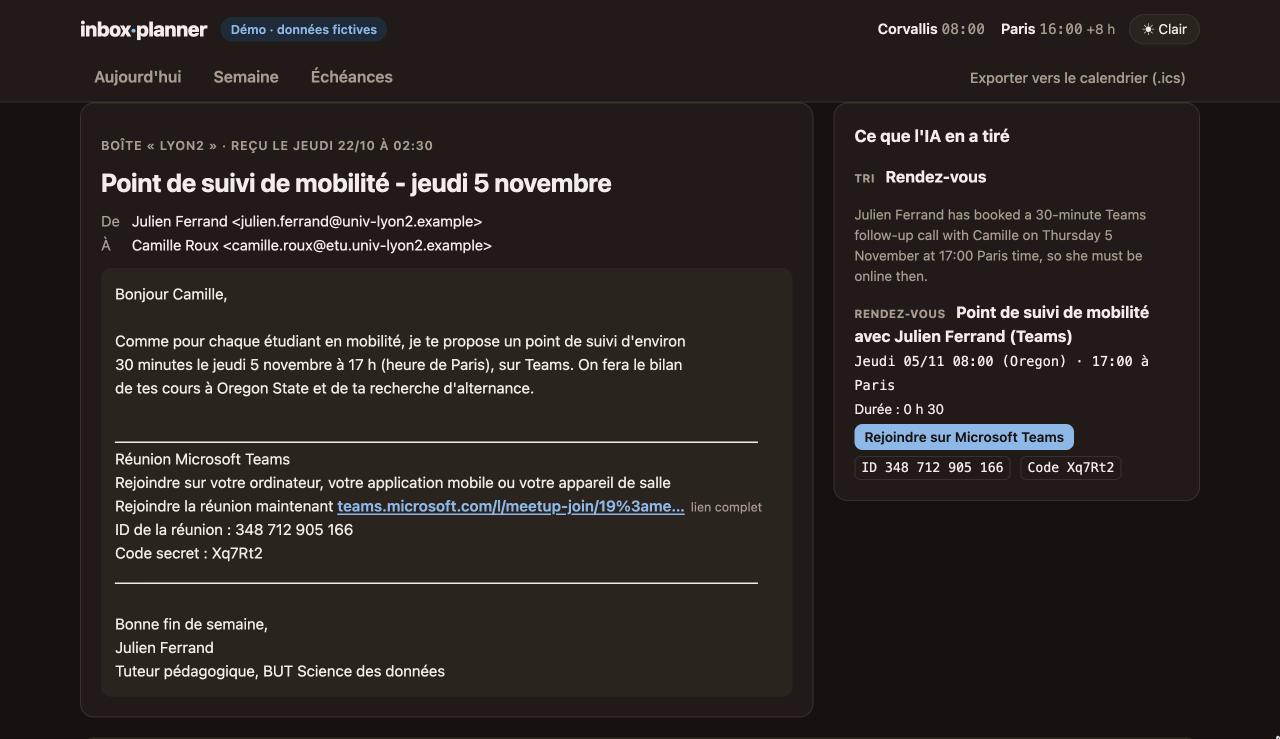 inbox·planner
Démo · données fictives
Corvallis 08:00 Paris 16:00 +8 h
☀ Clair
Aujourd'hui
Semaine
Échéances
Exporter vers le calendrier (.ics)
BOÎTE « LYON2 » · REÇU LE JEUDI 22/10 À 02:30
Point de suivi de mobilité - jeudi 5 novembre
De Julien Ferrand <julien.ferrand@univ-lyon2.example>
À Camille Roux <camille.roux@etu.univ-lyon2.example>
Bonjour Camille,
Comme pour chaque étudiant en mobilité, je te propose un point de suivi d'environ
30 minutes le jeudi 5 novembre à 17 h (heure de Paris), sur Teams. On fera le bilan
de tes cours à Oregon State et de ta recherche d'alternance.
Réunion Microsoft Teams
Rejoindre sur votre ordinateur, votre application mobile ou votre appareil de salle
Rejoindre la réunion maintenant teams.microsoft.com/l/meetup-join/19%3ame... lien complet
ID de la réunion : 348 712 905 166
Code secret : Xq7Rt2
Bonne fin de semaine,
Julien Ferrand
Tuteur pédagogique, BUT Science des données
Ce que l'IA en a tiré
TRI Rendez-vous
Julien Ferrand has booked a 30-minute Teams
follow-up call with Camille on Thursday 5
November at 17:00 Paris time, so she must be
online then.
RENDEZ-VOUS Point de suivi de mobilité
avec Julien Ferrand (Teams)
Jeudi 05/11 08:00 (Oregon) · 17:00 à
Paris
Durée : 0 h 30
Rejoindre sur Microsoft Teams
ID 348 712 905 166
Code Xq7Rt2